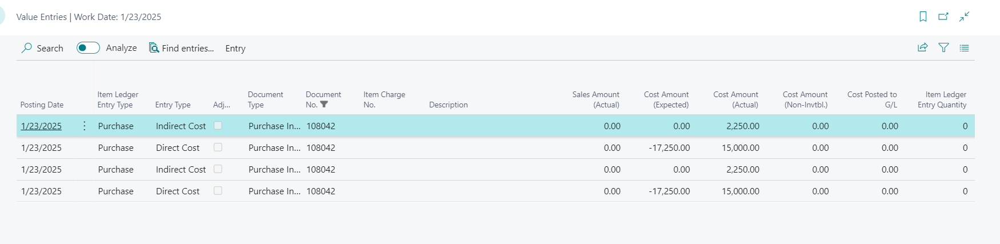 Value Entries | Work Date: 1/23/2025
Search Analyze Find entries... Entry
Posting Date Item Ledger Entry Type Entry Type Adj... Document Type Document No. Item Charge No. Description Sales Amount (Actual) Cost Amount (Expected) Cost Amount (Actual) Cost Amount (Non-Invtbl.) Cost Posted to G/L Item Ledger Entry Quantity
1/23/2025 Purchase Indirect Cost Purchase In... 108042 0.00 0.00 2,250.00 0.00 0.00 0
1/23/2025 Purchase Direct Cost Purchase In... 108042 0.00 -17,250.00 15,000.00 0.00 0.00 0
1/23/2025 Purchase Indirect Cost Purchase In... 108042 0.00 0.00 2,250.00 0.00 0.00 0
1/23/2025 Purchase Direct Cost Purchase In... 108042 0.00 -17,250.00 15,000.00 0.00 0.00 0